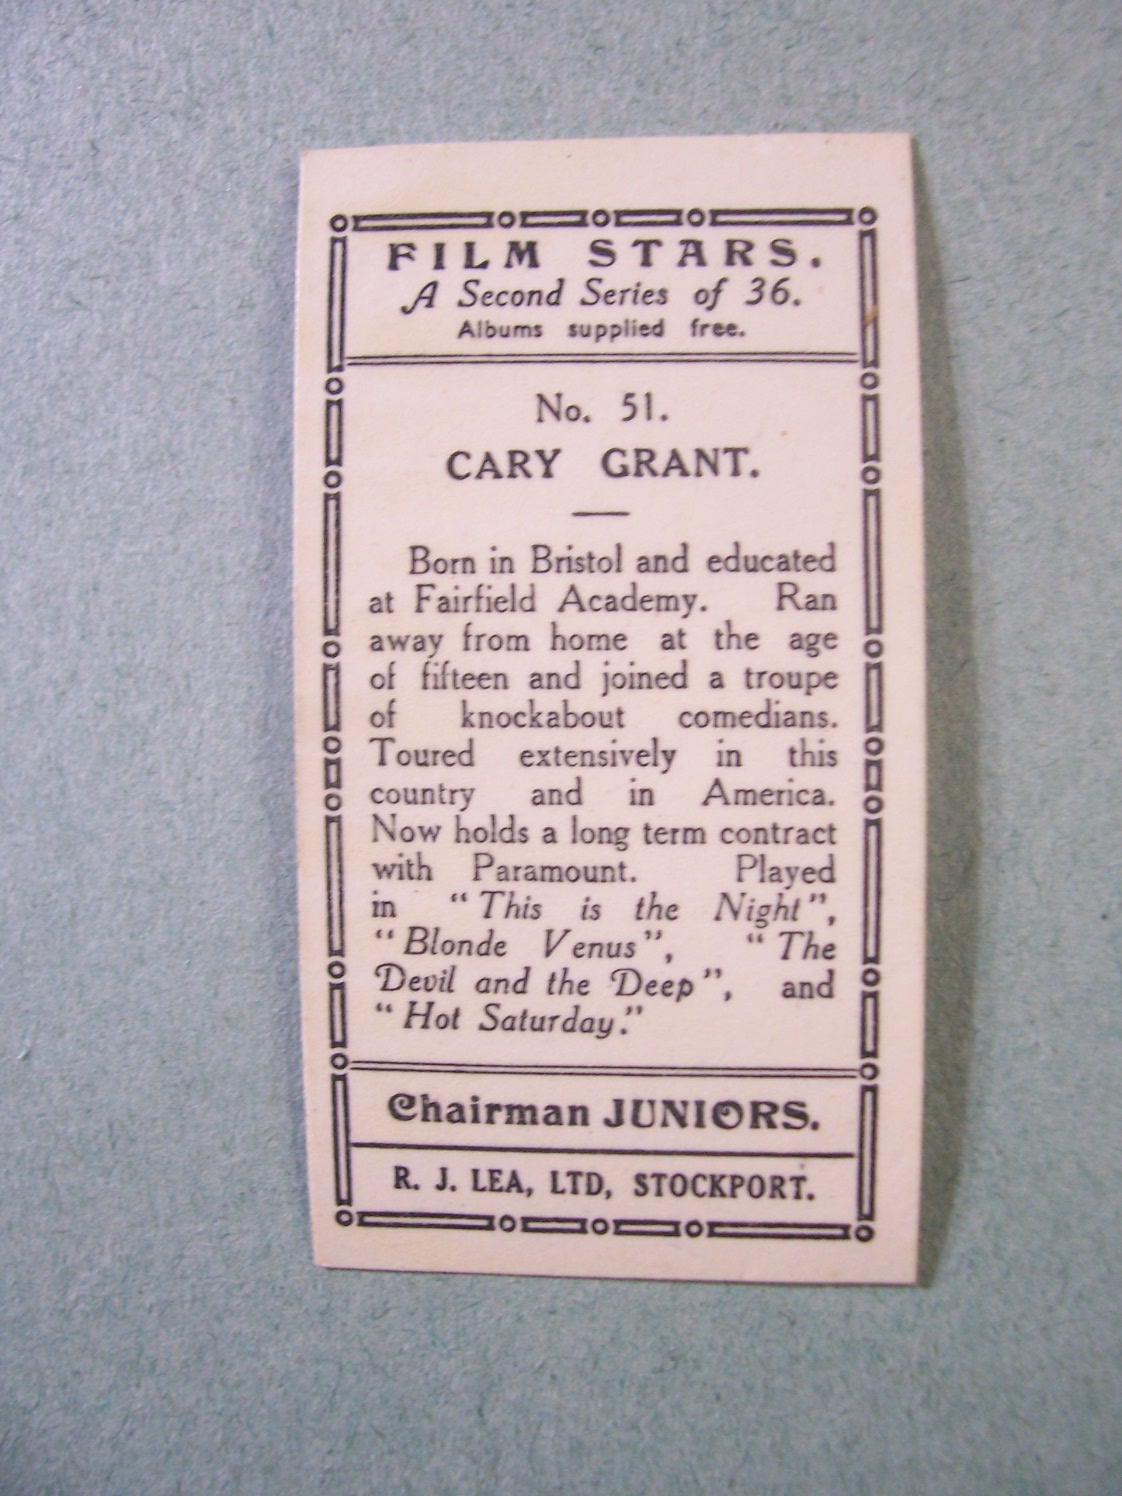 FILM STARS.
A Second Series of 36.
Albums supplied free.
No. 51.
CARY GRANT.
Born in Bristol and educated
at Fairfield Academy. Ran
away from home at the age
of fifteen and joined a troupe
of knockabout comedians.
Toured extensively in this
country and in America.
Now holds a long term contract
with Paramount. Played
in "This is the Night",
"Blonde Venus", "The
Devil and the Deep", and
"Hot Saturday."
Chairman JUNIORS.
R. J. LEA, LTD, STOCKPORT.